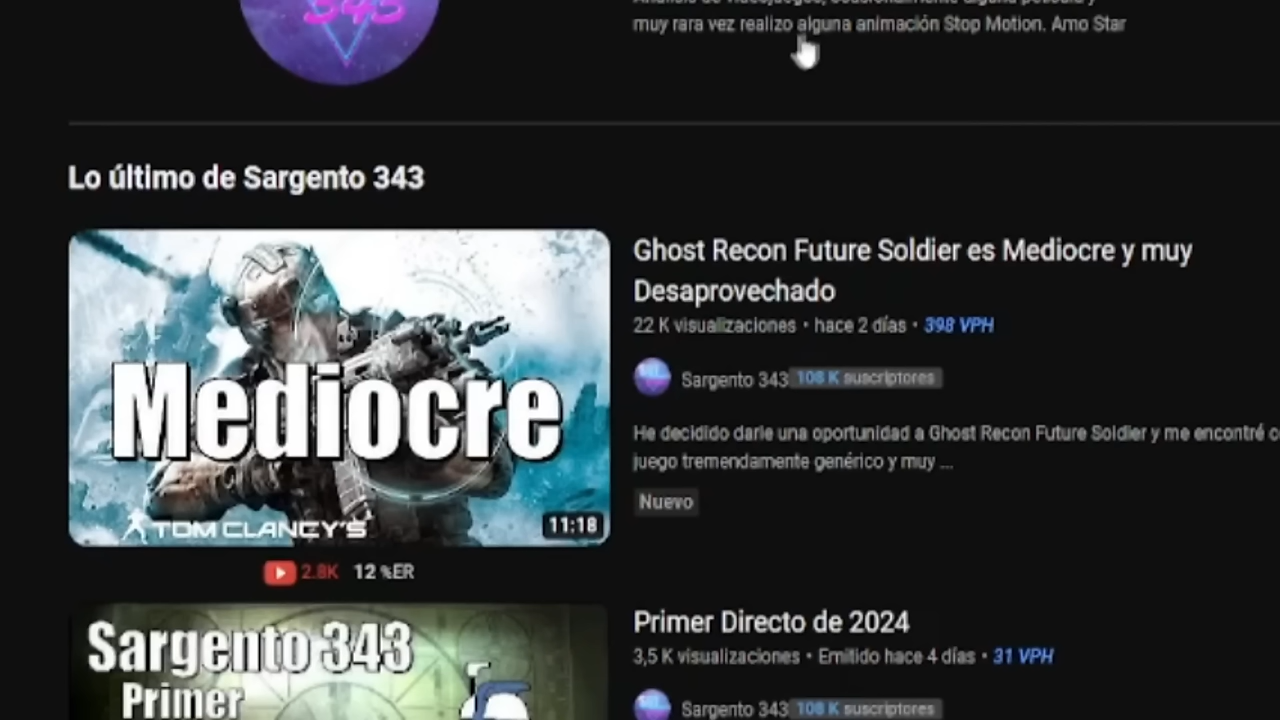 343
muy rara vez realizo alguna animación Stop Motion. Amo Star
Lo último de Sargento 343
Mediocre
TOM CLANCY'S
11:18
2.8K 12 %ER
Ghost Recon Future Soldier es Mediocre y muy
Desaprovechado
22 K visualizaciones • hace 2 días • 398 VPH
Sargento 343 108 K suscriptores
He decidido darle una oportunidad a Ghost Recon Future Soldier y me encontré
juego tremendamente genérico y muy ...
Nuevo
Sargento 343
Primer
Primer Directo de 2024
3,5 K visualizaciones • Emitido hace 4 días • 31 VPH
Sargento 343 108 K suscriptores